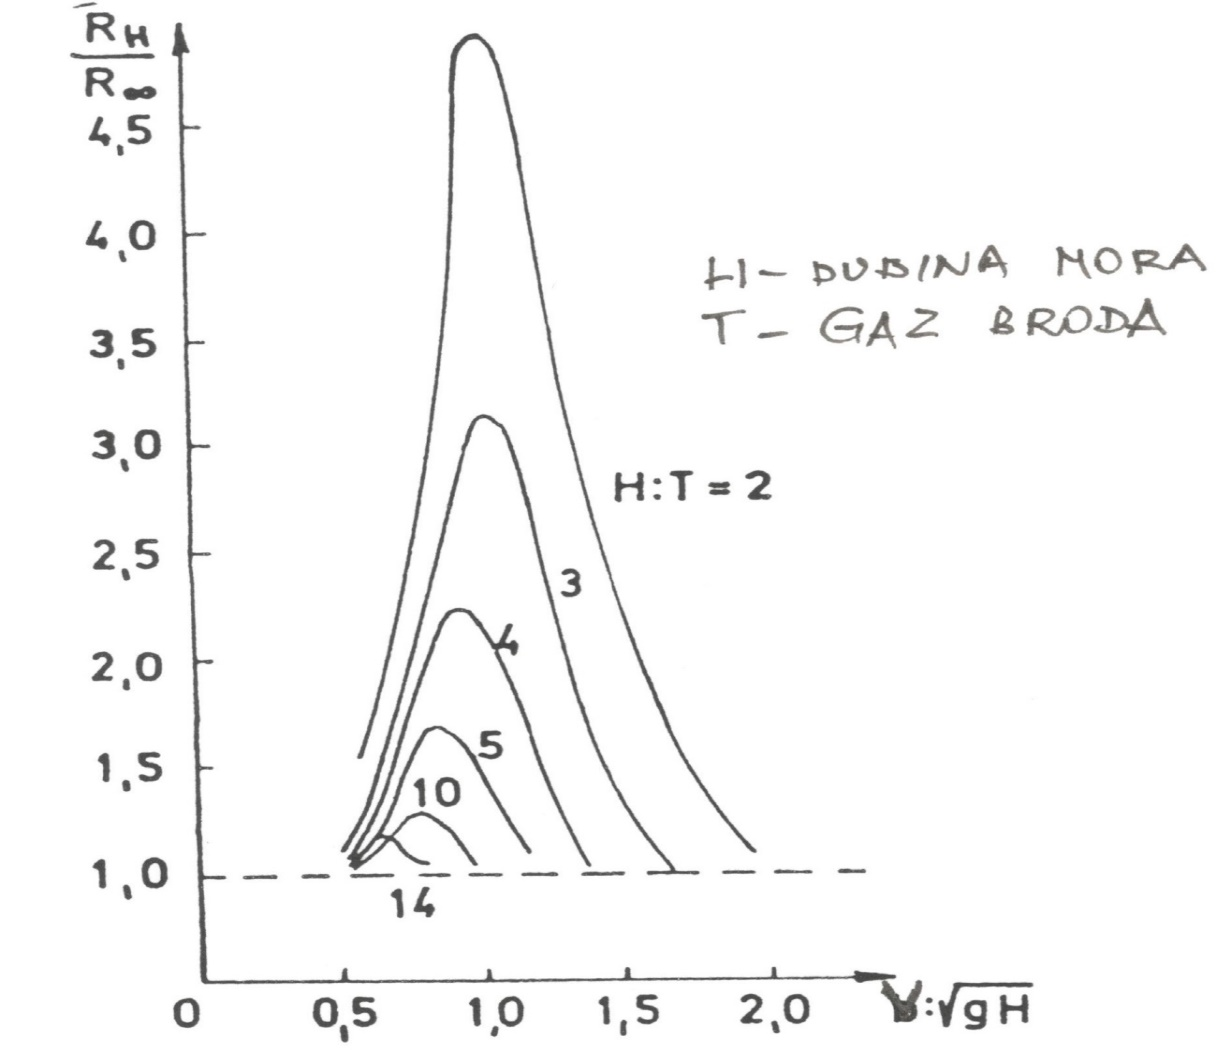 R̄H
R∞
4,5
4,0
H- DUBINA MORA
T- GAZ BRODA
3,5
3,0
H:T = 2
2,5
3
2,0
4
1,5
5
10
1,0
14
0 0,5 1,0 1,5 2,0 V:√gH